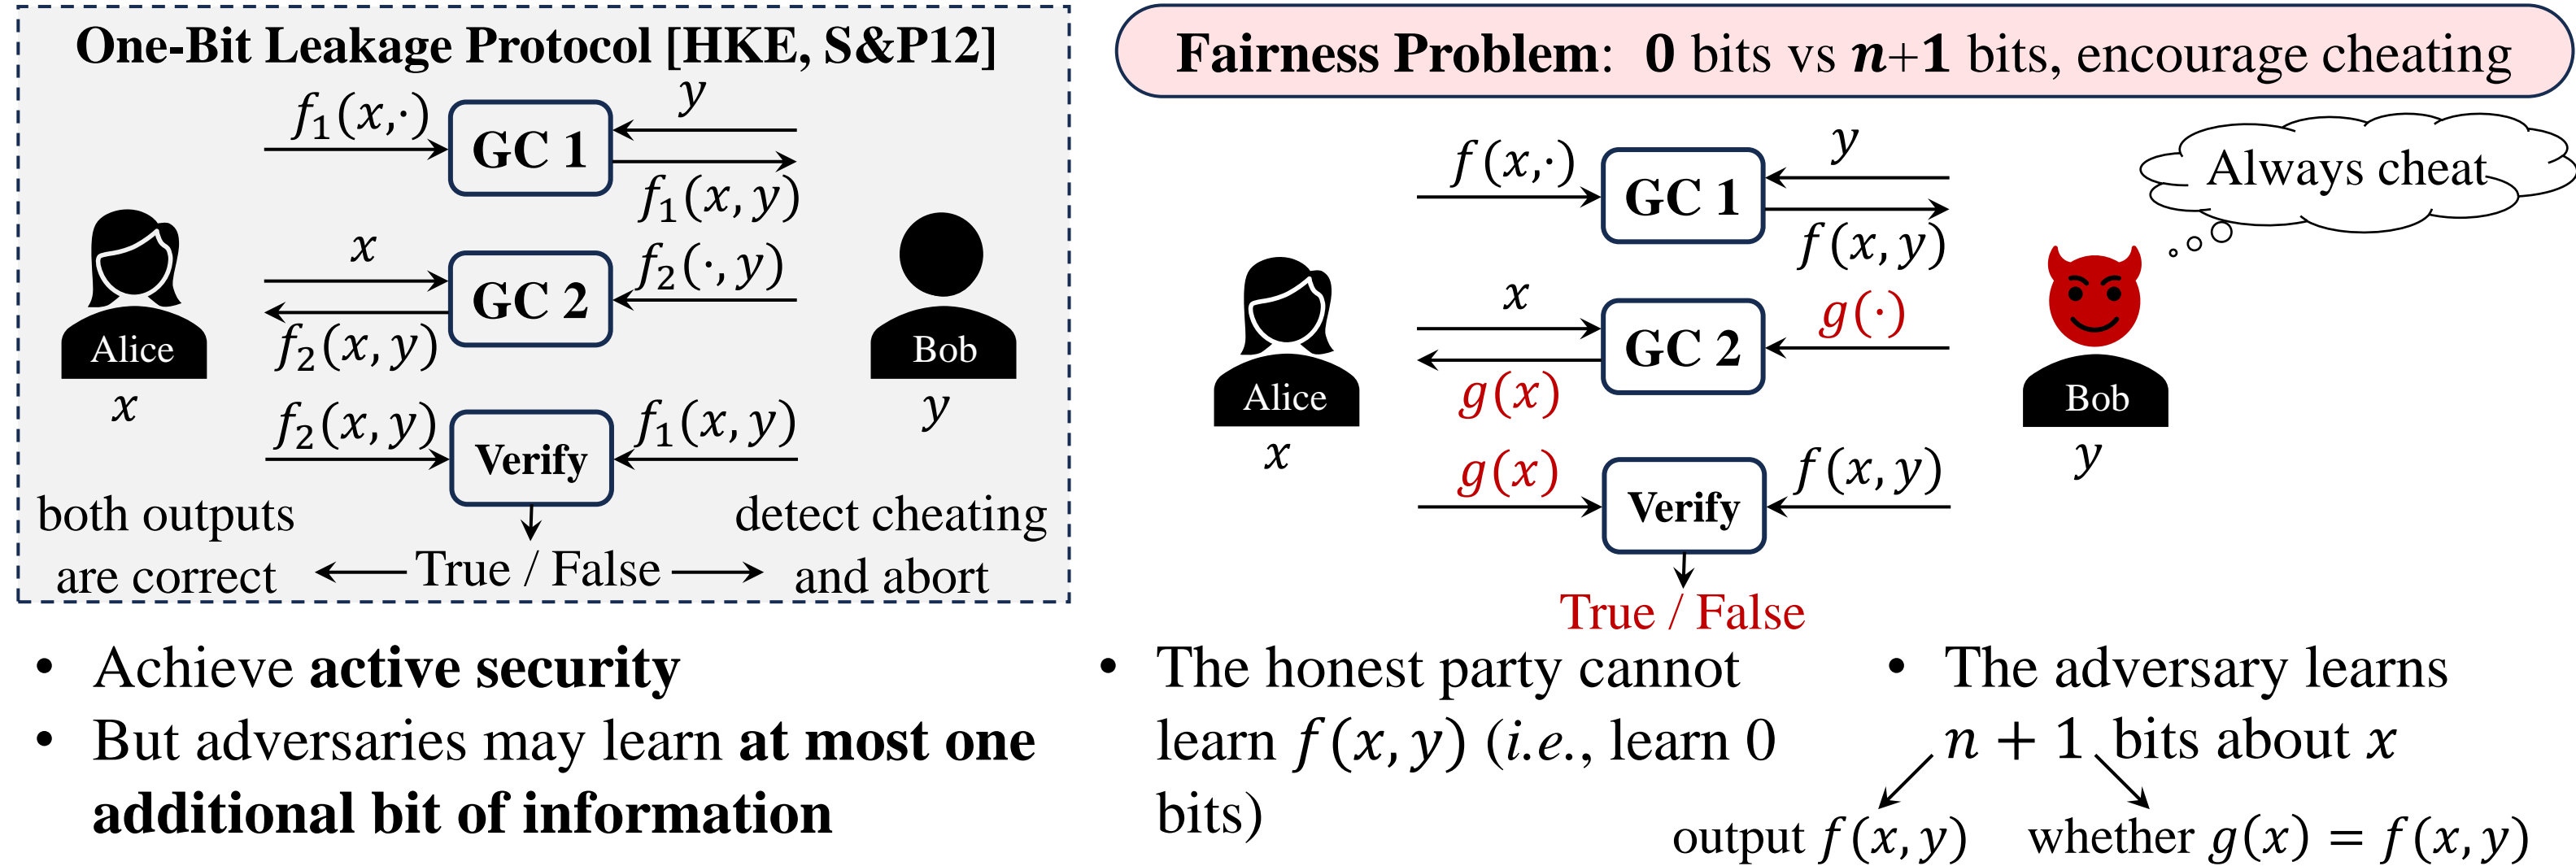 One-Bit Leakage Protocol [HKE, S&P12]
f₁(x,·)
GC 1
y
f₁(x, y)
x
GC 2
f₂(·, y)
f₂(x, y)
Alice
x
Bob
y
f₂(x, y)
Verify
f₁(x, y)
both outputs
are correct
True / False
detect cheating
and abort
• Achieve active security
• But adversaries may learn at most one
additional bit of information
Fairness Problem: 0 bits vs n+1 bits, encourage cheating
f(x,·)
GC 1
y
f(x, y)
Always cheat
x
GC 2
g(·)
g(x)
Alice
x
Bob
y
g(x)
Verify
f(x, y)
True / False
• The honest party cannot
learn f(x, y) (i.e., learn 0
bits)
• The adversary learns
n + 1 bits about x
output f(x, y)
whether g(x) = f(x, y)